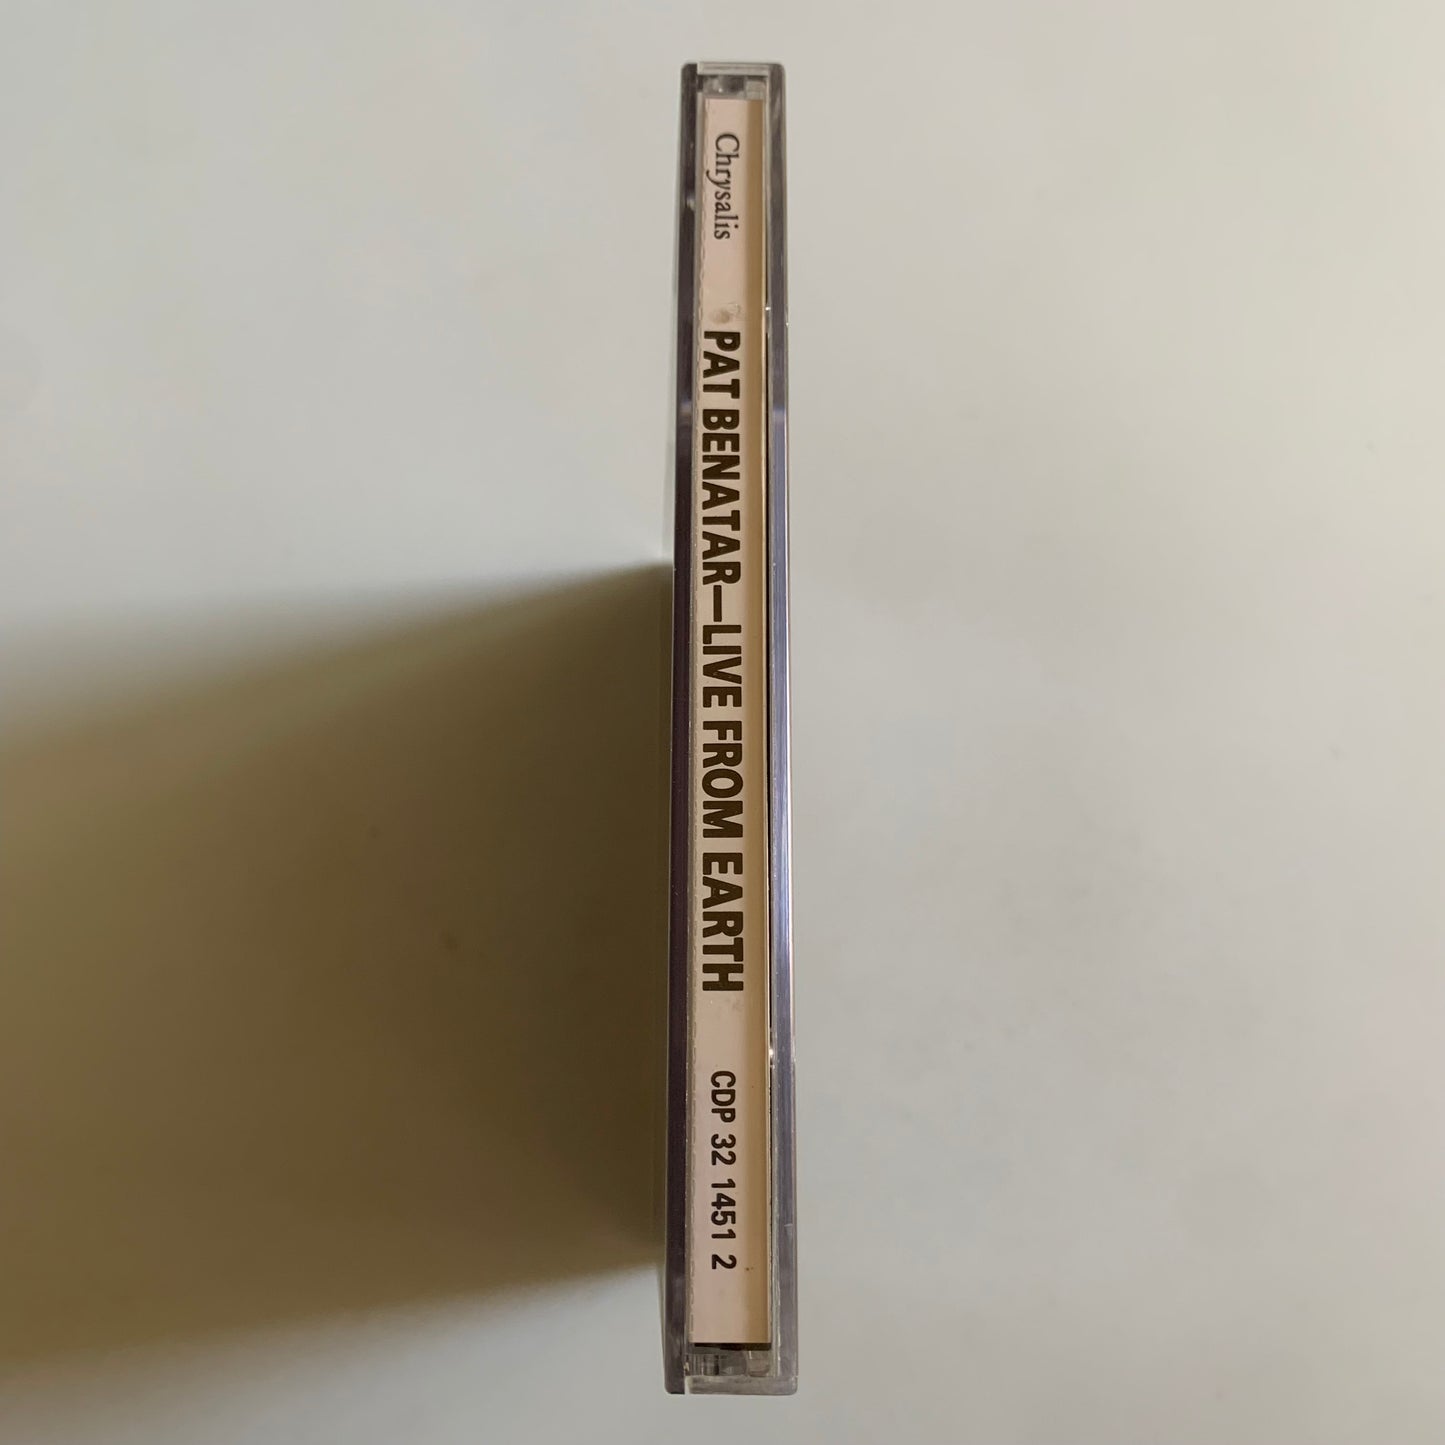 Chrysalis PAT BENATAR—LIVE FROM EARTH CDP 32 1451 2